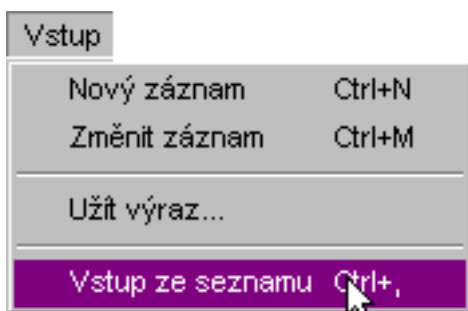 Vstup
Nový záznam Ctrl+N
Změnit záznam Ctrl+M
Užít výraz...
Vstup ze seznamu Ctrl+,